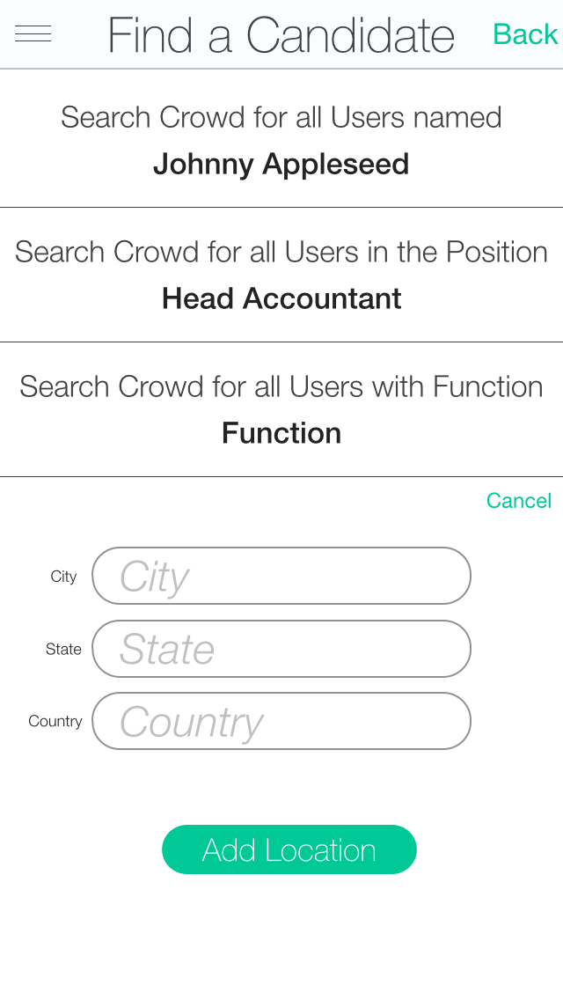 Find a Candidate Back
Search Crowd for all Users named
Johnny Appleseed
Search Crowd for all Users in the Position
Head Accountant
Search Crowd for all Users with Function
Function
Cancel
City City
State State
Country Country
Add Location